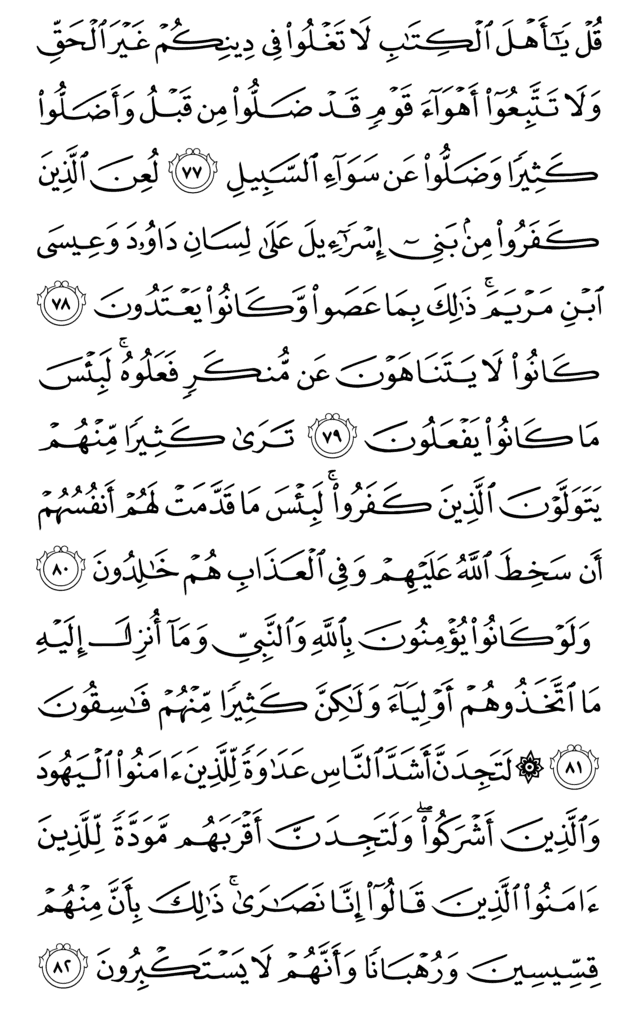 قُلْ يَـٰٓأَهْلَ ٱلْكِتَـٰبِ لَا تَغْلُوا۟ فِى دِينِكُمْ غَيْرَ ٱلْحَقِّ
وَلَا تَتَّبِعُوٓا۟ أَهْوَآءَ قَوْمٍ قَدْ ضَلُّوا۟ مِن قَبْلُ وَأَضَلُّوا۟
كَثِيرًا وَضَلُّوا۟ عَن سَوَآءِ ٱلسَّبِيلِ ٧٧ لُعِنَ ٱلَّذِينَ
كَفَرُوا۟ مِنۢ بَنِىٓ إِسْرَٰٓءِيلَ عَلَىٰ لِسَانِ دَاوُۥدَ وَعِيسَى
ٱبْنِ مَرْيَمَ ۚ ذَٰلِكَ بِمَا عَصَوا۟ وَّكَانُوا۟ يَعْتَدُونَ ٧٨
كَانُوا۟ لَا يَتَنَاهَوْنَ عَن مُّنكَرٍ فَعَلُوهُ ۚ لَبِئْسَ
مَا كَانُوا۟ يَفْعَلُونَ ٧٩ تَرَىٰ كَثِيرًا مِّنْهُمْ
يَتَوَلَّوْنَ ٱلَّذِينَ كَفَرُوا۟ ۚ لَبِئْسَ مَا قَدَّمَتْ لَهُمْ أَنفُسُهُمْ
أَن سَخِطَ ٱللَّهُ عَلَيْهِمْ وَفِى ٱلْعَذَابِ هُمْ خَـٰلِدُونَ ٨٠
وَلَوْ كَانُوا۟ يُؤْمِنُونَ بِٱللَّهِ وَٱلنَّبِىِّ وَمَآ أُنزِلَ إِلَيْهِ
مَا ٱتَّخَذُوهُمْ أَوْلِيَآءَ وَلَـٰكِنَّ كَثِيرًا مِّنْهُمْ فَـٰسِقُونَ
٨١ ۞ لَتَجِدَنَّ أَشَدَّ ٱلنَّاسِ عَدَٰوَةً لِّلَّذِينَ ءَامَنُوا۟ ٱلْيَهُودَ
وَٱلَّذِينَ أَشْرَكُوا۟ ۖ وَلَتَجِدَنَّ أَقْرَبَهُم مَّوَدَّةً لِّلَّذِينَ
ءَامَنُوا۟ ٱلَّذِينَ قَالُوٓا۟ إِنَّا نَصَـٰرَىٰ ۚ ذَٰلِكَ بِأَنَّ مِنْهُمْ
قِسِّيسِينَ وَرُهْبَانًا وَأَنَّهُمْ لَا يَسْتَكْبِرُونَ ٨٢